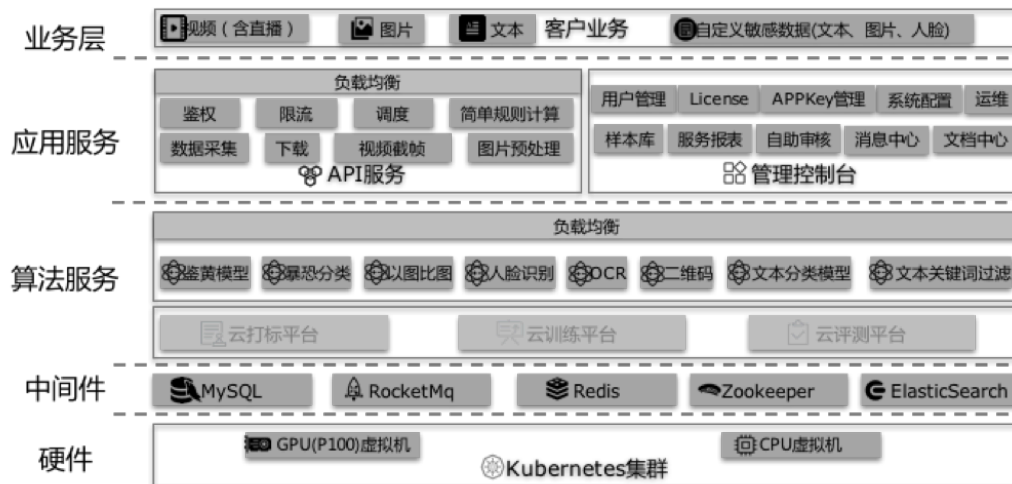 业务层
视频（含直播） 图片 文本 客户业务 自定义敏感数据(文本、图片、人脸)
应用服务
负载均衡
鉴权 限流 调度 简单规则计算
数据采集 下载 视频截帧 图片预处理
API服务
用户管理 License APPKey管理 系统配置 运维
样本库 服务报表 自助审核 消息中心 文档中心
管理控制台
算法服务
负载均衡
鉴黄模型 暴恐分类 以图比图 人脸识别 OCR 二维码 文本分类模型 文本关键词过滤
云打标平台 云训练平台 云评测平台
中间件
MySQL RocketMq Redis Zookeeper ElasticSearch
硬件
GPU(P100)虚拟机 CPU虚拟机
Kubernetes集群